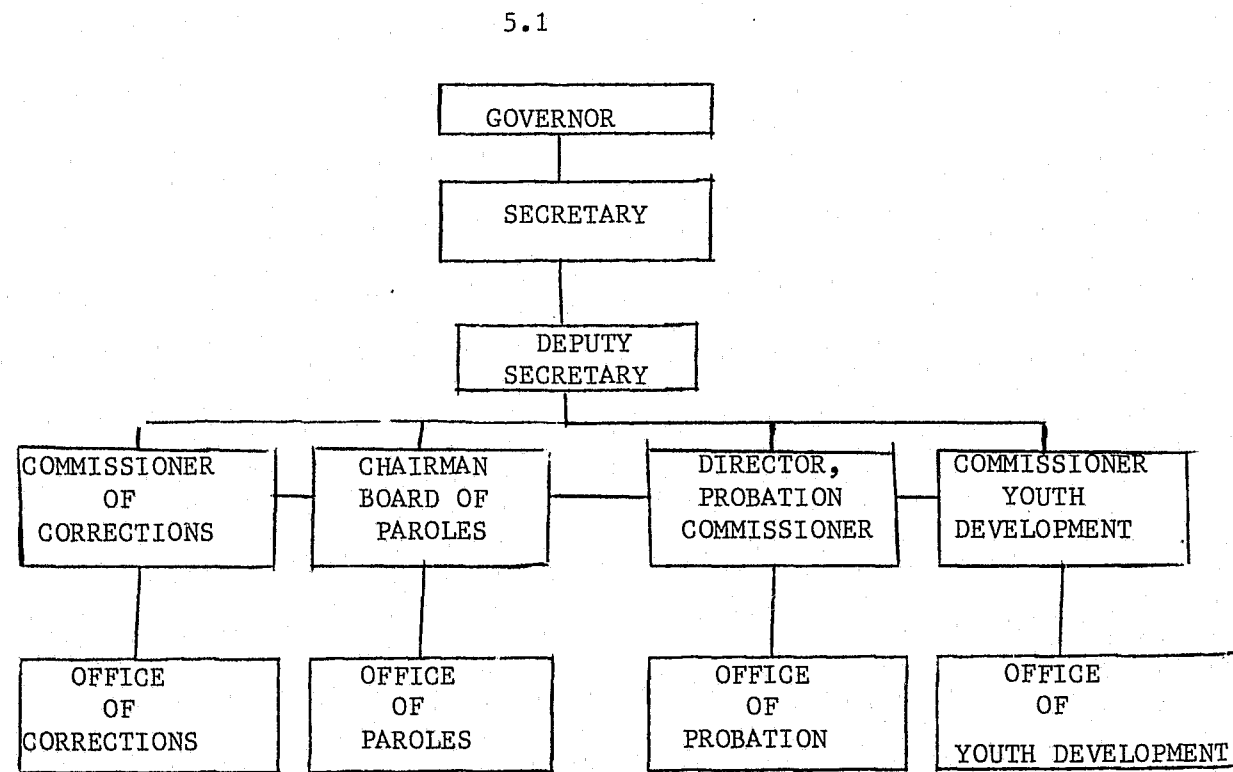 5.1
GOVERNOR
SECRETARY
DEPUTY
SECRETARY
COMMISSIONER
OF
CORRECTIONS
CHAIRMAN
BOARD OF
PAROLES
DIRECTOR,
PROBATION
COMMISSIONER
COMMISSIONER
YOUTH
DEVELOPMENT
OFFICE
OF
CORRECTIONS
OFFICE
OF
PAROLES
OFFICE
OF
PROBATION
OFFICE
OF
YOUTH DEVELOPMENT